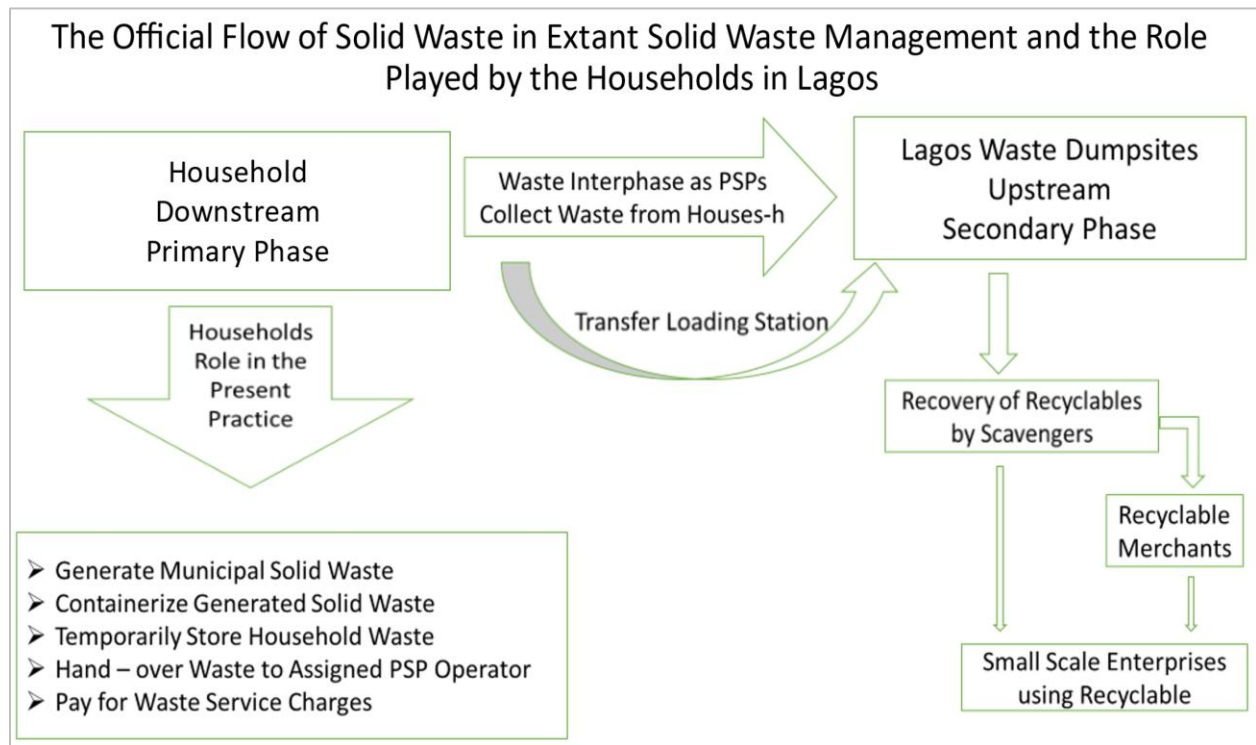 The Official Flow of Solid Waste in Extant Solid Waste Management and the Role
Played by the Households in Lagos
Household
Downstream
Primary Phase
Waste Interphase as PSPs
Collect Waste from Houses-h
Lagos Waste Dumpsites
Upstream
Secondary Phase
Transfer Loading Station
Households
Role in the
Present
Practice
Recovery of Recyclables
by Scavengers
Recyclable
Merchants
Small Scale Enterprises
using Recyclable
➢ Generate Municipal Solid Waste
➢ Containerize Generated Solid Waste
➢ Temporarily Store Household Waste
➢ Hand – over Waste to Assigned PSP Operator
➢ Pay for Waste Service Charges